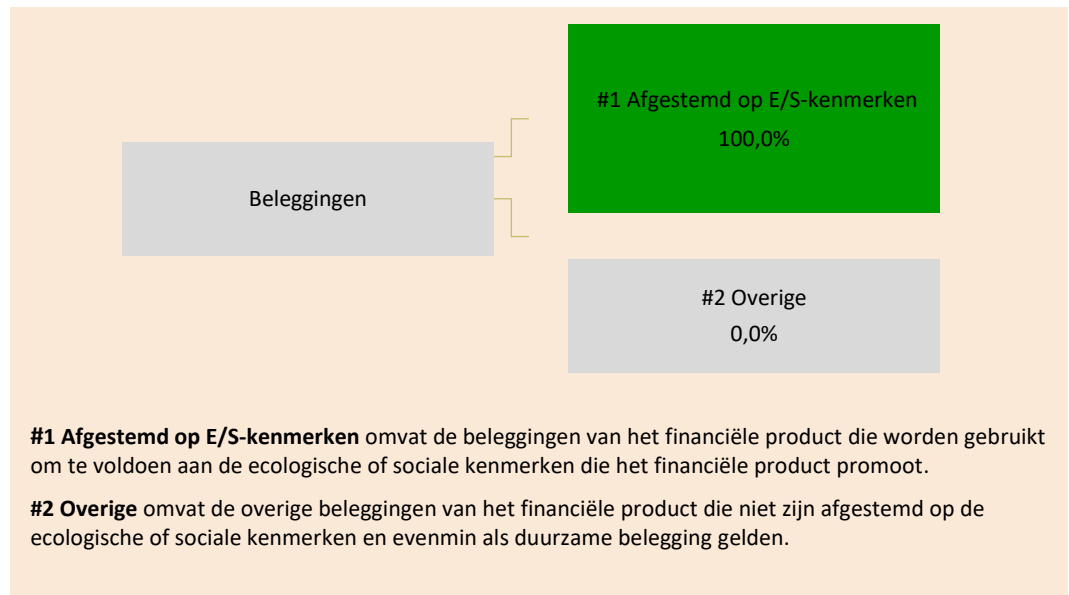 #1 Afgestemd op E/S-kenmerken
100,0%
Beleggingen
#2 Overige
0,0%
#1 Afgestemd op E/S-kenmerken omvat de beleggingen van het financiële product die worden gebruikt
om te voldoen aan de ecologische of sociale kenmerken die het financiële product promoot.
#2 Overige omvat de overige beleggingen van het financiële product die niet zijn afgestemd op de
ecologische of sociale kenmerken en evenmin als duurzame belegging gelden.